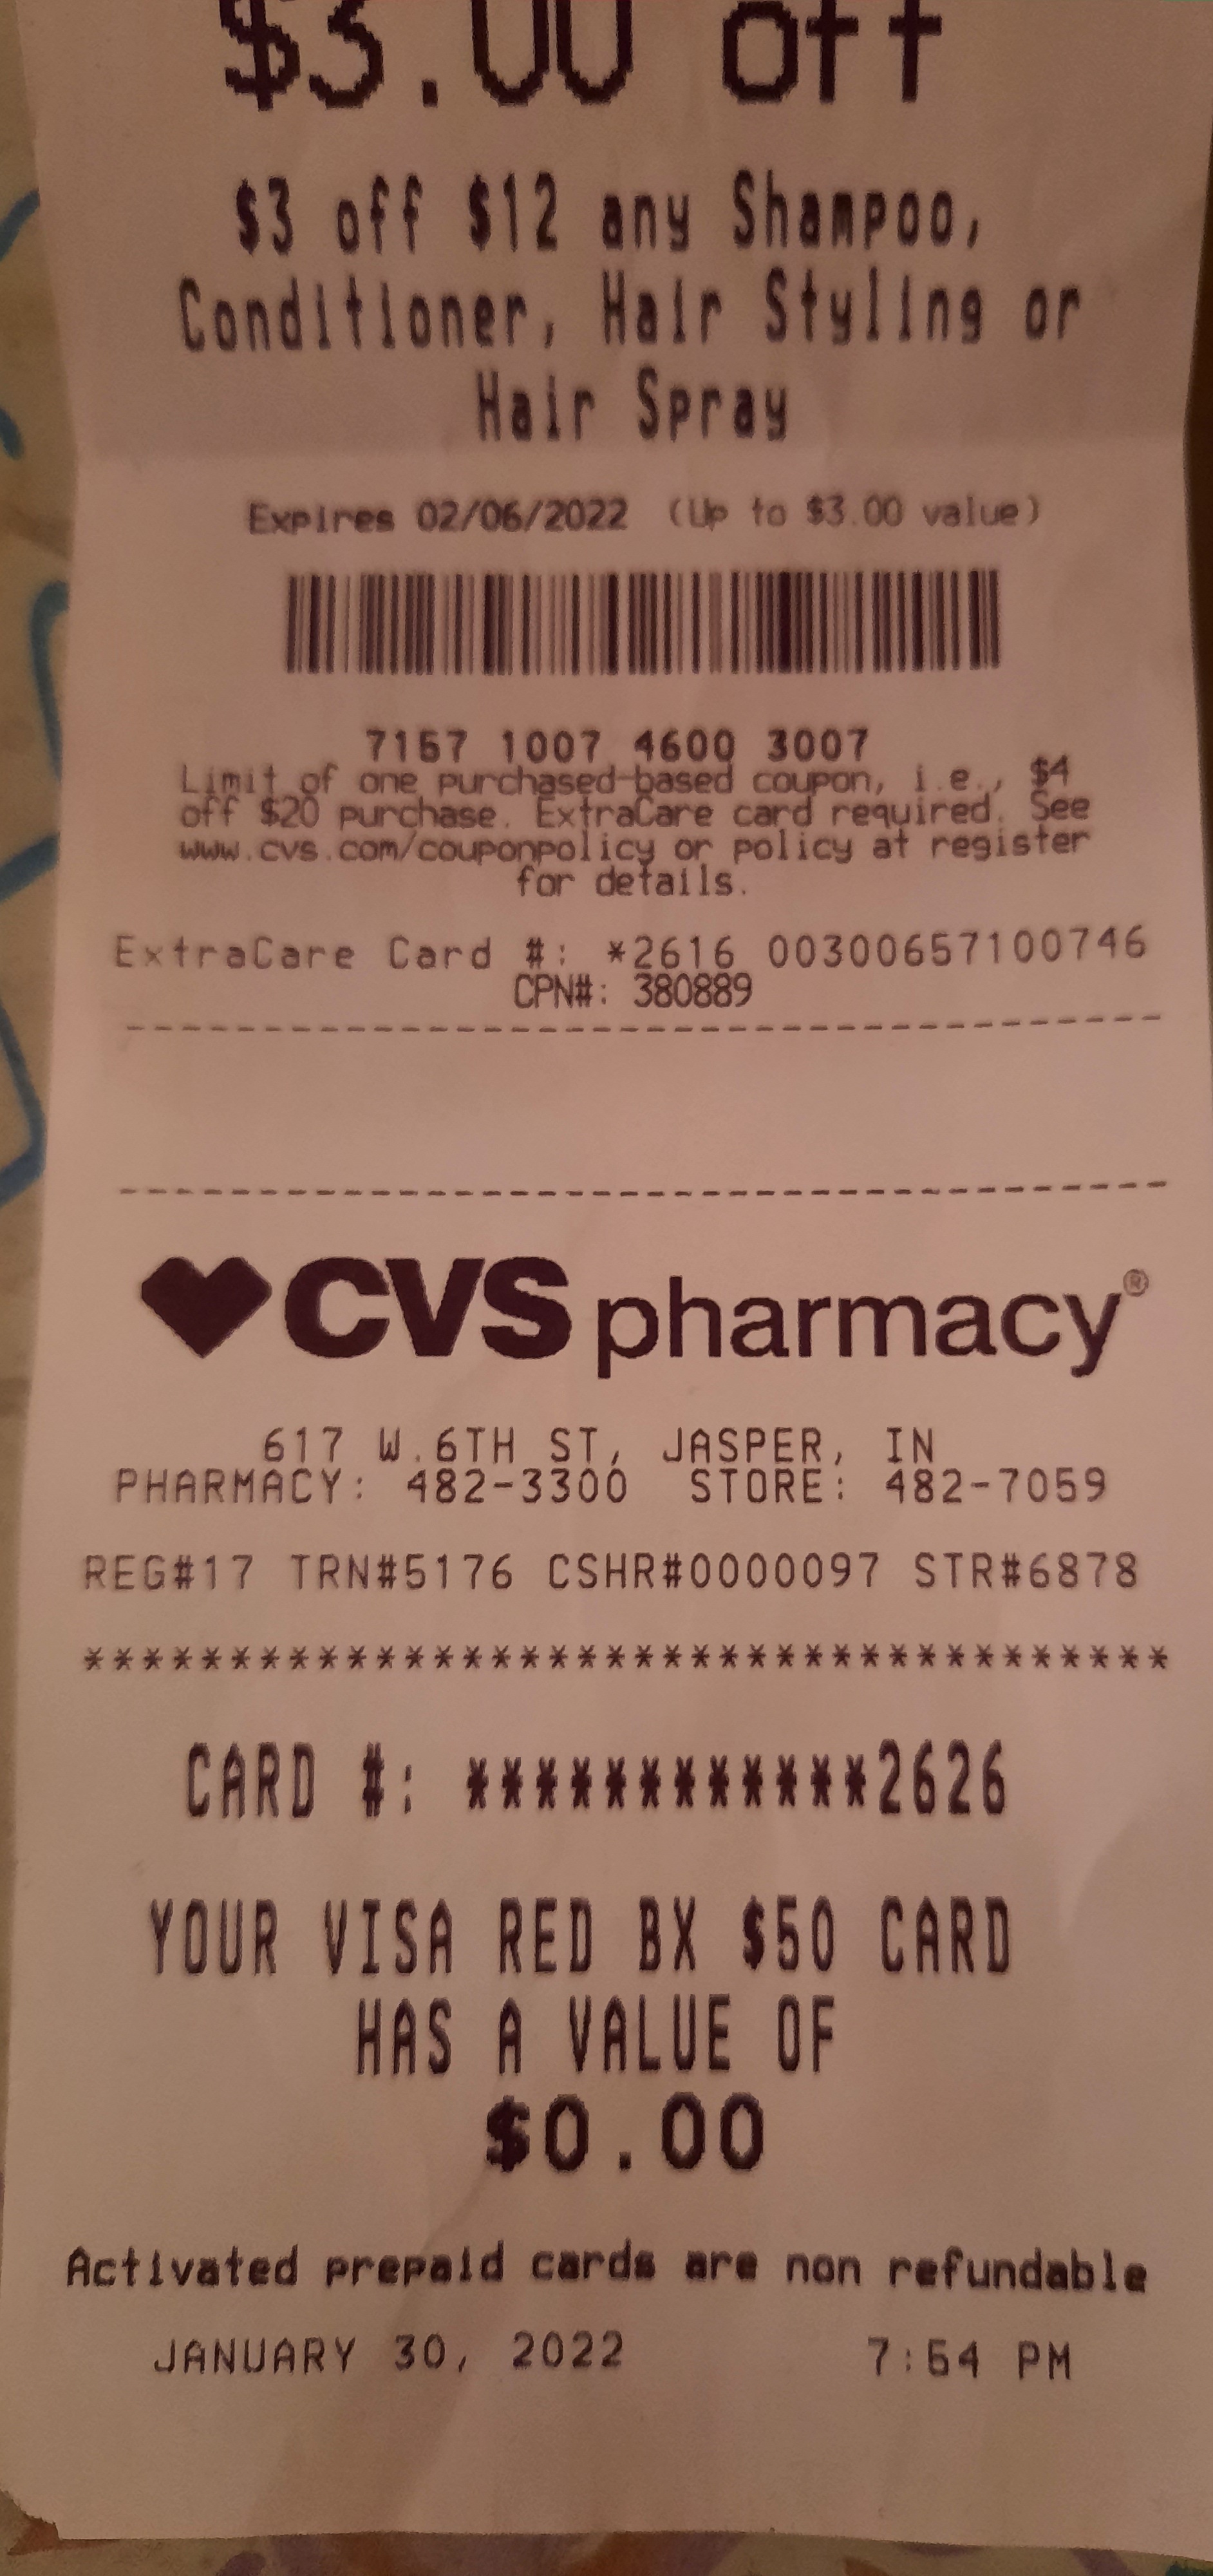 $3.00 off
$3 off $12 any Shampoo,
Conditioner, Hair Styling or
Hair Spray
Expires 02/06/2022 (Up to $3.00 value)
7157 1007 4600 3007
Limit of one purchased-based coupon, i.e., $4
off $20 purchase. ExtraCare card required. See
www.cvs.com/couponpolicy or policy at register
for details.
ExtraCare Card #: *2616 00300657100746
CPN#: 380889
CVS pharmacy®
617 W.6TH ST, JASPER, IN
PHARMACY: 482-3300 STORE: 482-7059
REG#17 TRN#5176 CSHR#0000097 STR#6878
**************************************
CARD #: ************2626
YOUR VISA RED BX $50 CARD
HAS A VALUE OF
$0.00
Activated prepaid cards are non refundable
JANUARY 30, 2022 7:54 PM